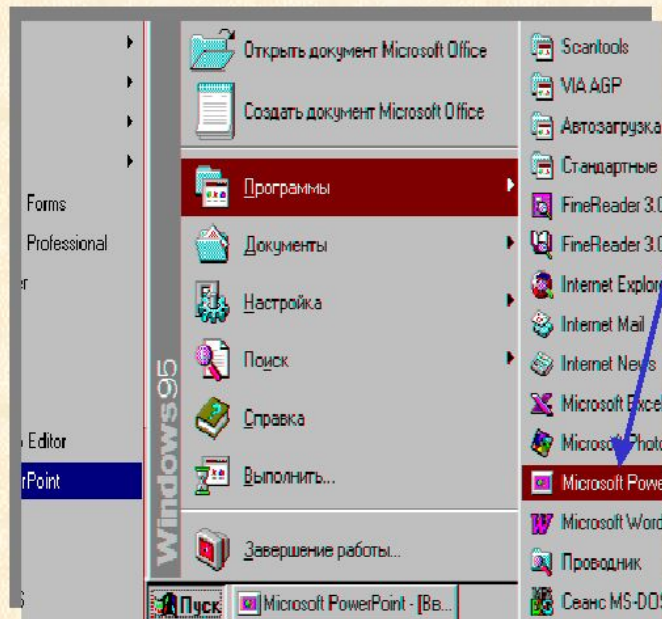 Forms
Professional
Editor
Windows95
Открыть документ Microsoft Office
Создать документ Microsoft Office
Программы
Документы
Настройка
Поиск
Справка
Выполнить...
Завершение работы...
Scantools
VIA AGP
Автозагрузка
Стандартные
FineReader 3.0
FineReader 3.0
Internet Explore
Internet Mail
Internet News
Microsoft Excel
Microsoft Photo
Microsoft Powe
Microsoft Word
Проводник
Сеанс MS-DOS
Пуск
Microsoft PowerPoint - [Вв...